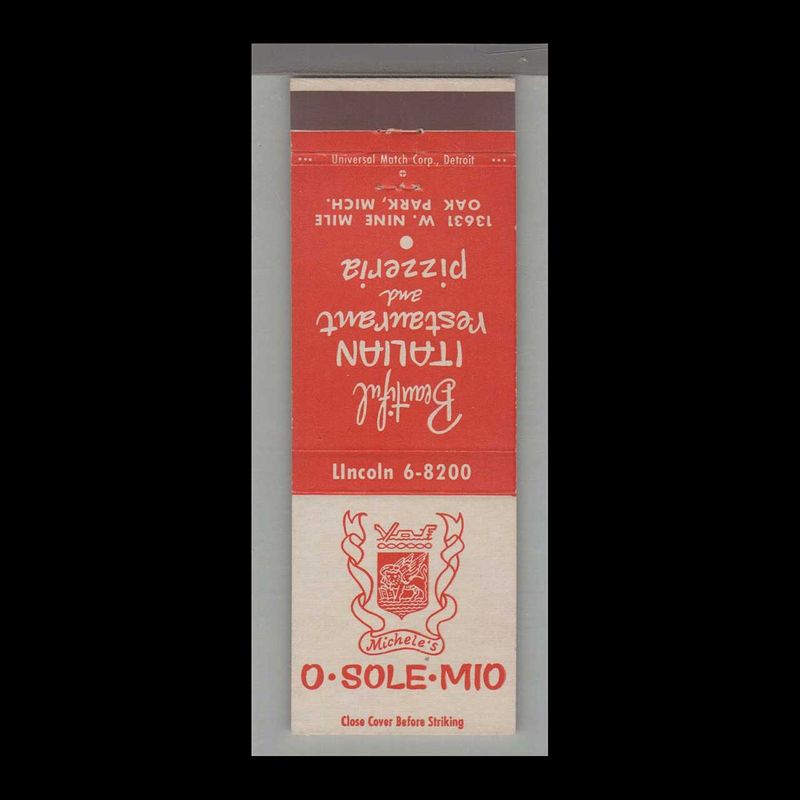 ••• Universal Match Corp., Detroit •••
Beautiful
ITALIAN
restaurant
and
pizzeria
13631 W. NINE MILE
OAK PARK, MICH.
LIncoln 6-8200
Michele's
O•SOLE•MIO
Close Cover Before Striking